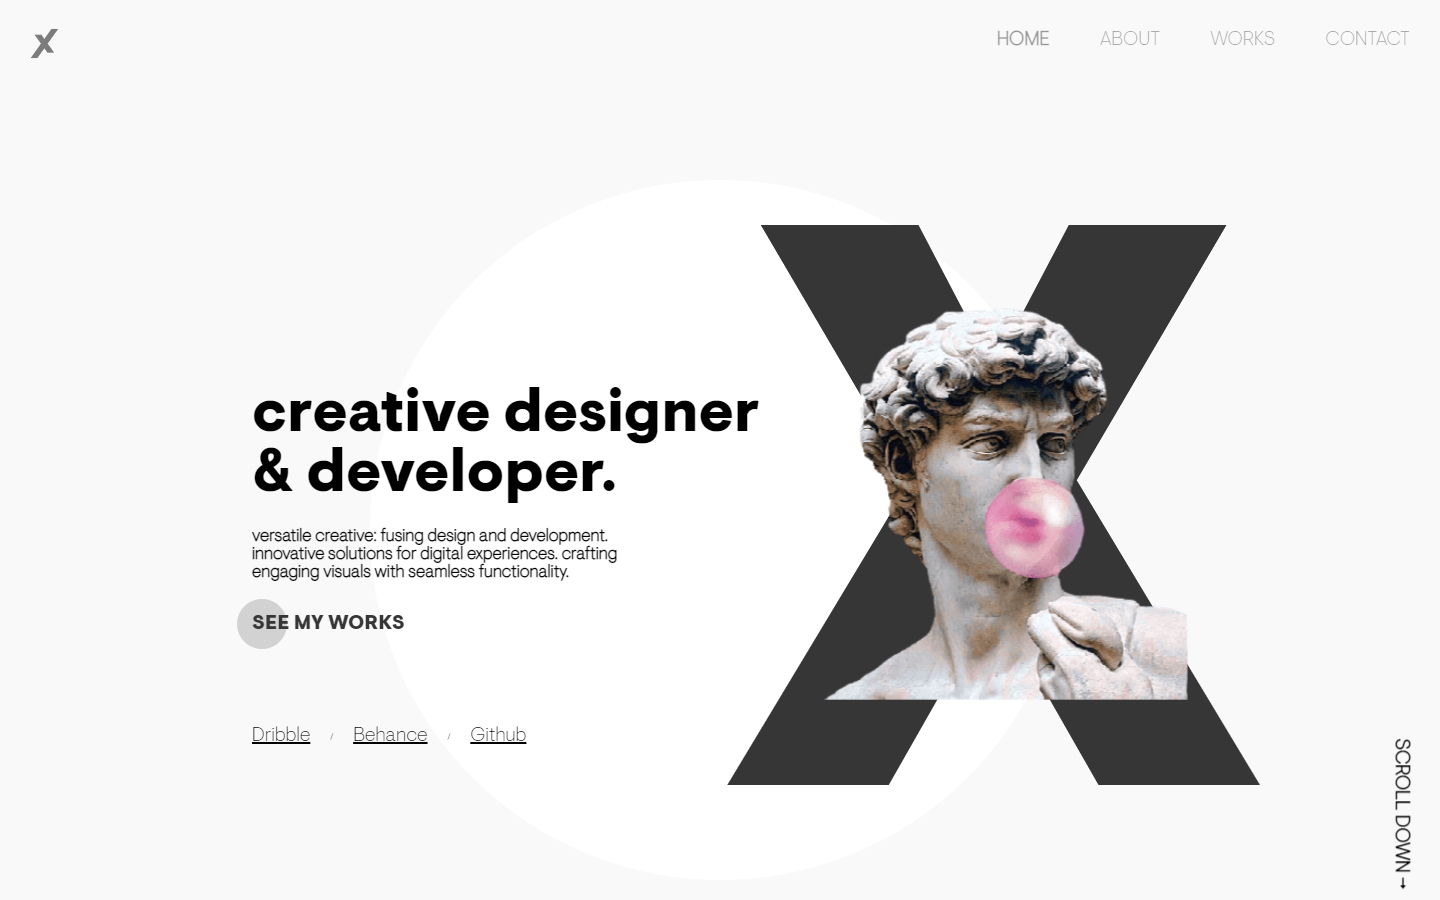 X
HOME ABOUT WORKS CONTACT
X
creative designer
& developer.
versatile creative: fusing design and development.
innovative solutions for digital experiences. crafting
engaging visuals with seamless functionality.
SEE MY WORKS
Dribble / Behance / Github
SCROLL DOWN →